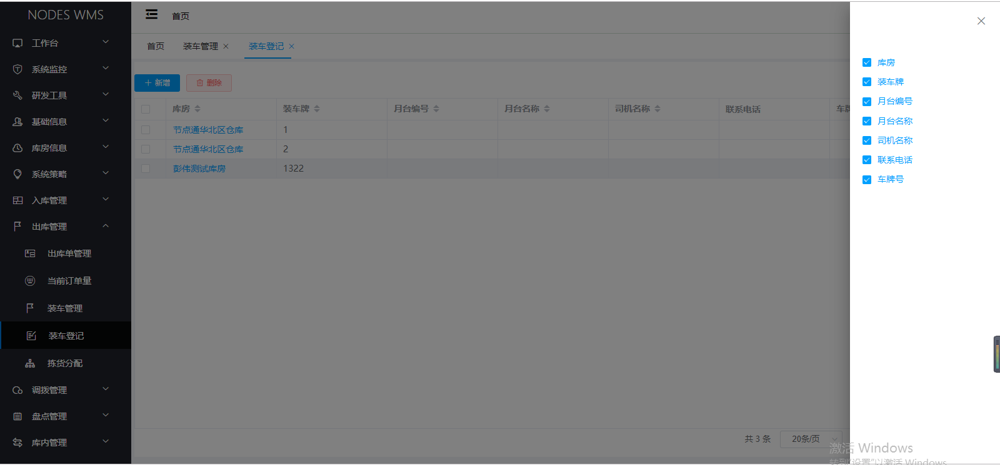 NODES WMS
工作台
系统监控
研发工具
基础信息
库房信息
系统策略
入库管理
出库管理
出库单管理
当前订单量
装车管理
装车登记
拣货分配
调拨管理
盘点管理
库内管理
首页
首页 装车管理 装车登记
新增 删除
库房 装车牌 月台编号 月台名称 司机名称 联系电话 车牌
节点通华北区仓库 1
节点通华北区仓库 2
彭伟测试库房 1322
共 3 条 20条/页
库房
装车牌
月台编号
月台名称
司机名称
联系电话
车牌号
激活 Windows
转到"设置"以激活 Windows